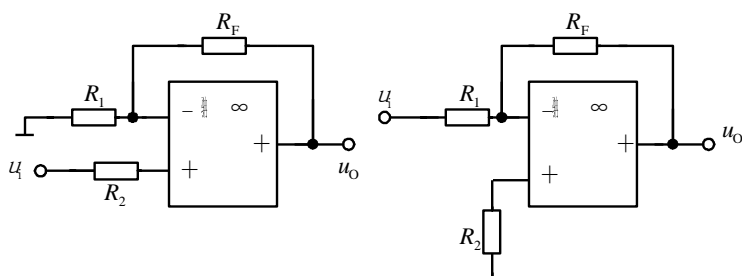 R_F
R_1
- ∞
+
u_i
R_2
+
u_O
R_F
u_i
R_1
- ∞
+
u_O
+
R_2